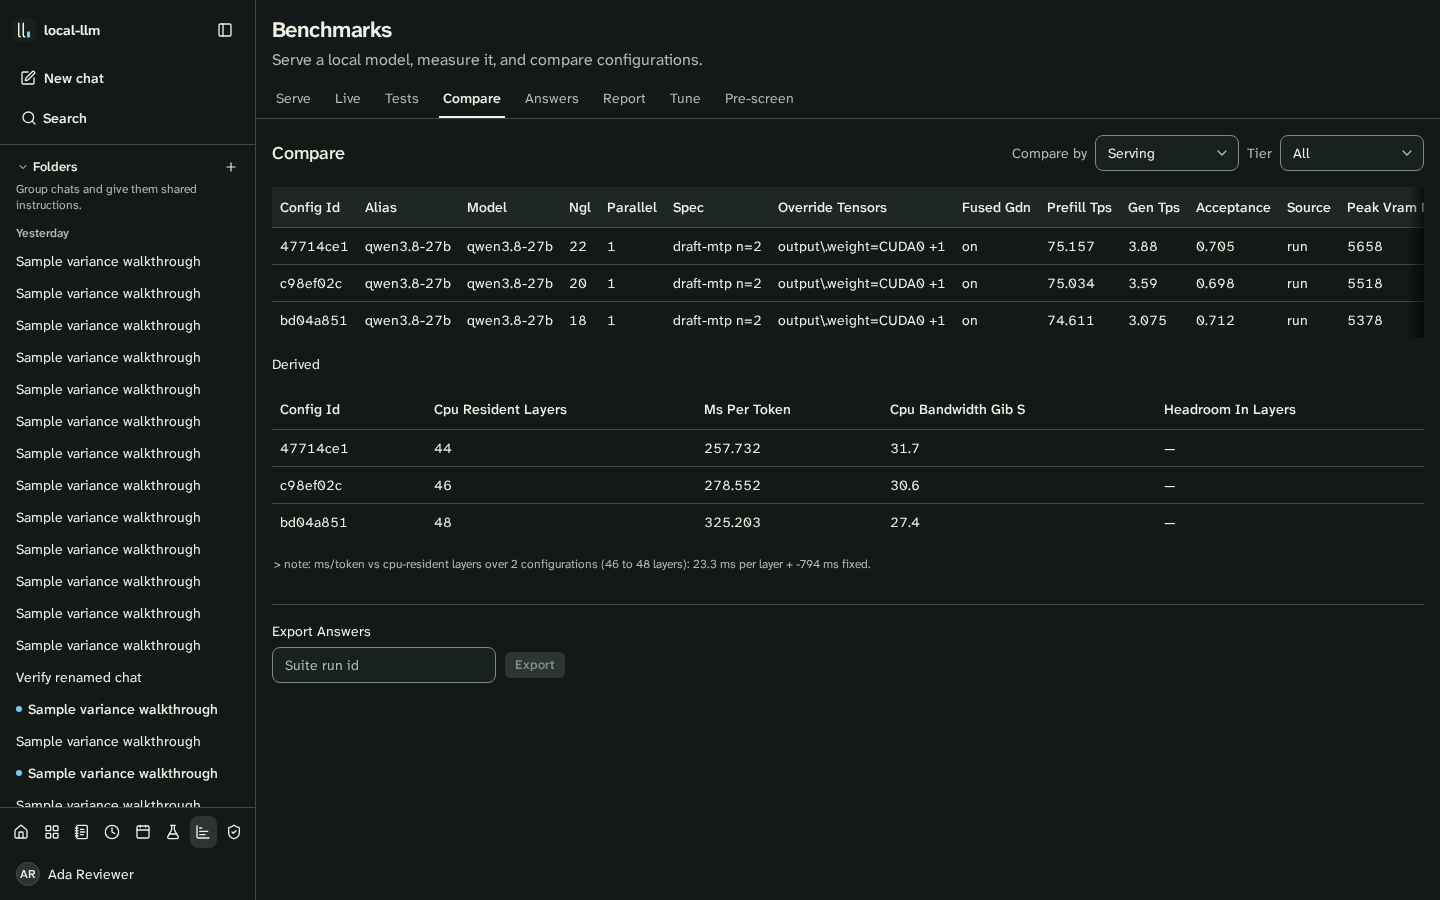 local-llm
New chat
Search
Folders
Group chats and give them shared
instructions.
Yesterday
Sample variance walkthrough
Sample variance walkthrough
Sample variance walkthrough
Sample variance walkthrough
Sample variance walkthrough
Sample variance walkthrough
Sample variance walkthrough
Sample variance walkthrough
Sample variance walkthrough
Sample variance walkthrough
Sample variance walkthrough
Sample variance walkthrough
Sample variance walkthrough
Verify renamed chat
Sample variance walkthrough
Sample variance walkthrough
Sample variance walkthrough
Sample variance walkthrough
AR Ada Reviewer
Benchmarks
Serve a local model, measure it, and compare configurations.
Serve Live Tests Compare Answers Report Tune Pre-screen
Compare
Compare by Serving Tier All
Config Id Alias Model Ngl Parallel Spec Override Tensors Fused Gdn Prefill Tps Gen Tps Acceptance Source Peak Vram
47714ce1 qwen3.8-27b qwen3.8-27b 22 1 draft-mtp n=2 output\.weight=CUDA0 +1 on 75.157 3.88 0.705 run 5658
c98ef02c qwen3.8-27b qwen3.8-27b 20 1 draft-mtp n=2 output\.weight=CUDA0 +1 on 75.034 3.59 0.698 run 5518
bd04a851 qwen3.8-27b qwen3.8-27b 18 1 draft-mtp n=2 output\.weight=CUDA0 +1 on 74.611 3.075 0.712 run 5378
Derived
Config Id Cpu Resident Layers Ms Per Token Cpu Bandwidth Gib S Headroom In Layers
47714ce1 44 257.732 31.7 —
c98ef02c 46 278.552 30.6 —
bd04a851 48 325.203 27.4 —
> note: ms/token vs cpu-resident layers over 2 configurations (46 to 48 layers): 23.3 ms per layer + -794 ms fixed.
Export Answers
Suite run id Export